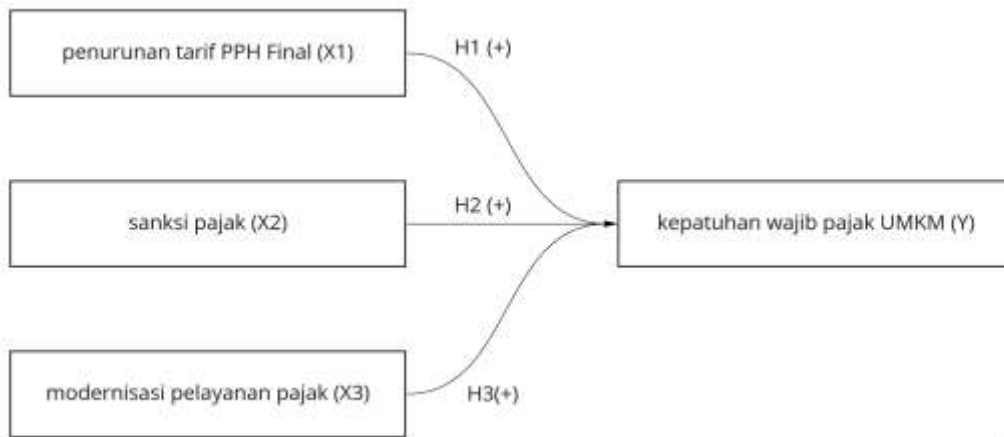 penurunan tarif PPH Final (X1)
H1 (+)
sanksi pajak (X2)
H2 (+)
kepatuhan wajib pajak UMKM (Y)
modernisasi pelayanan pajak (X3)
H3(+)